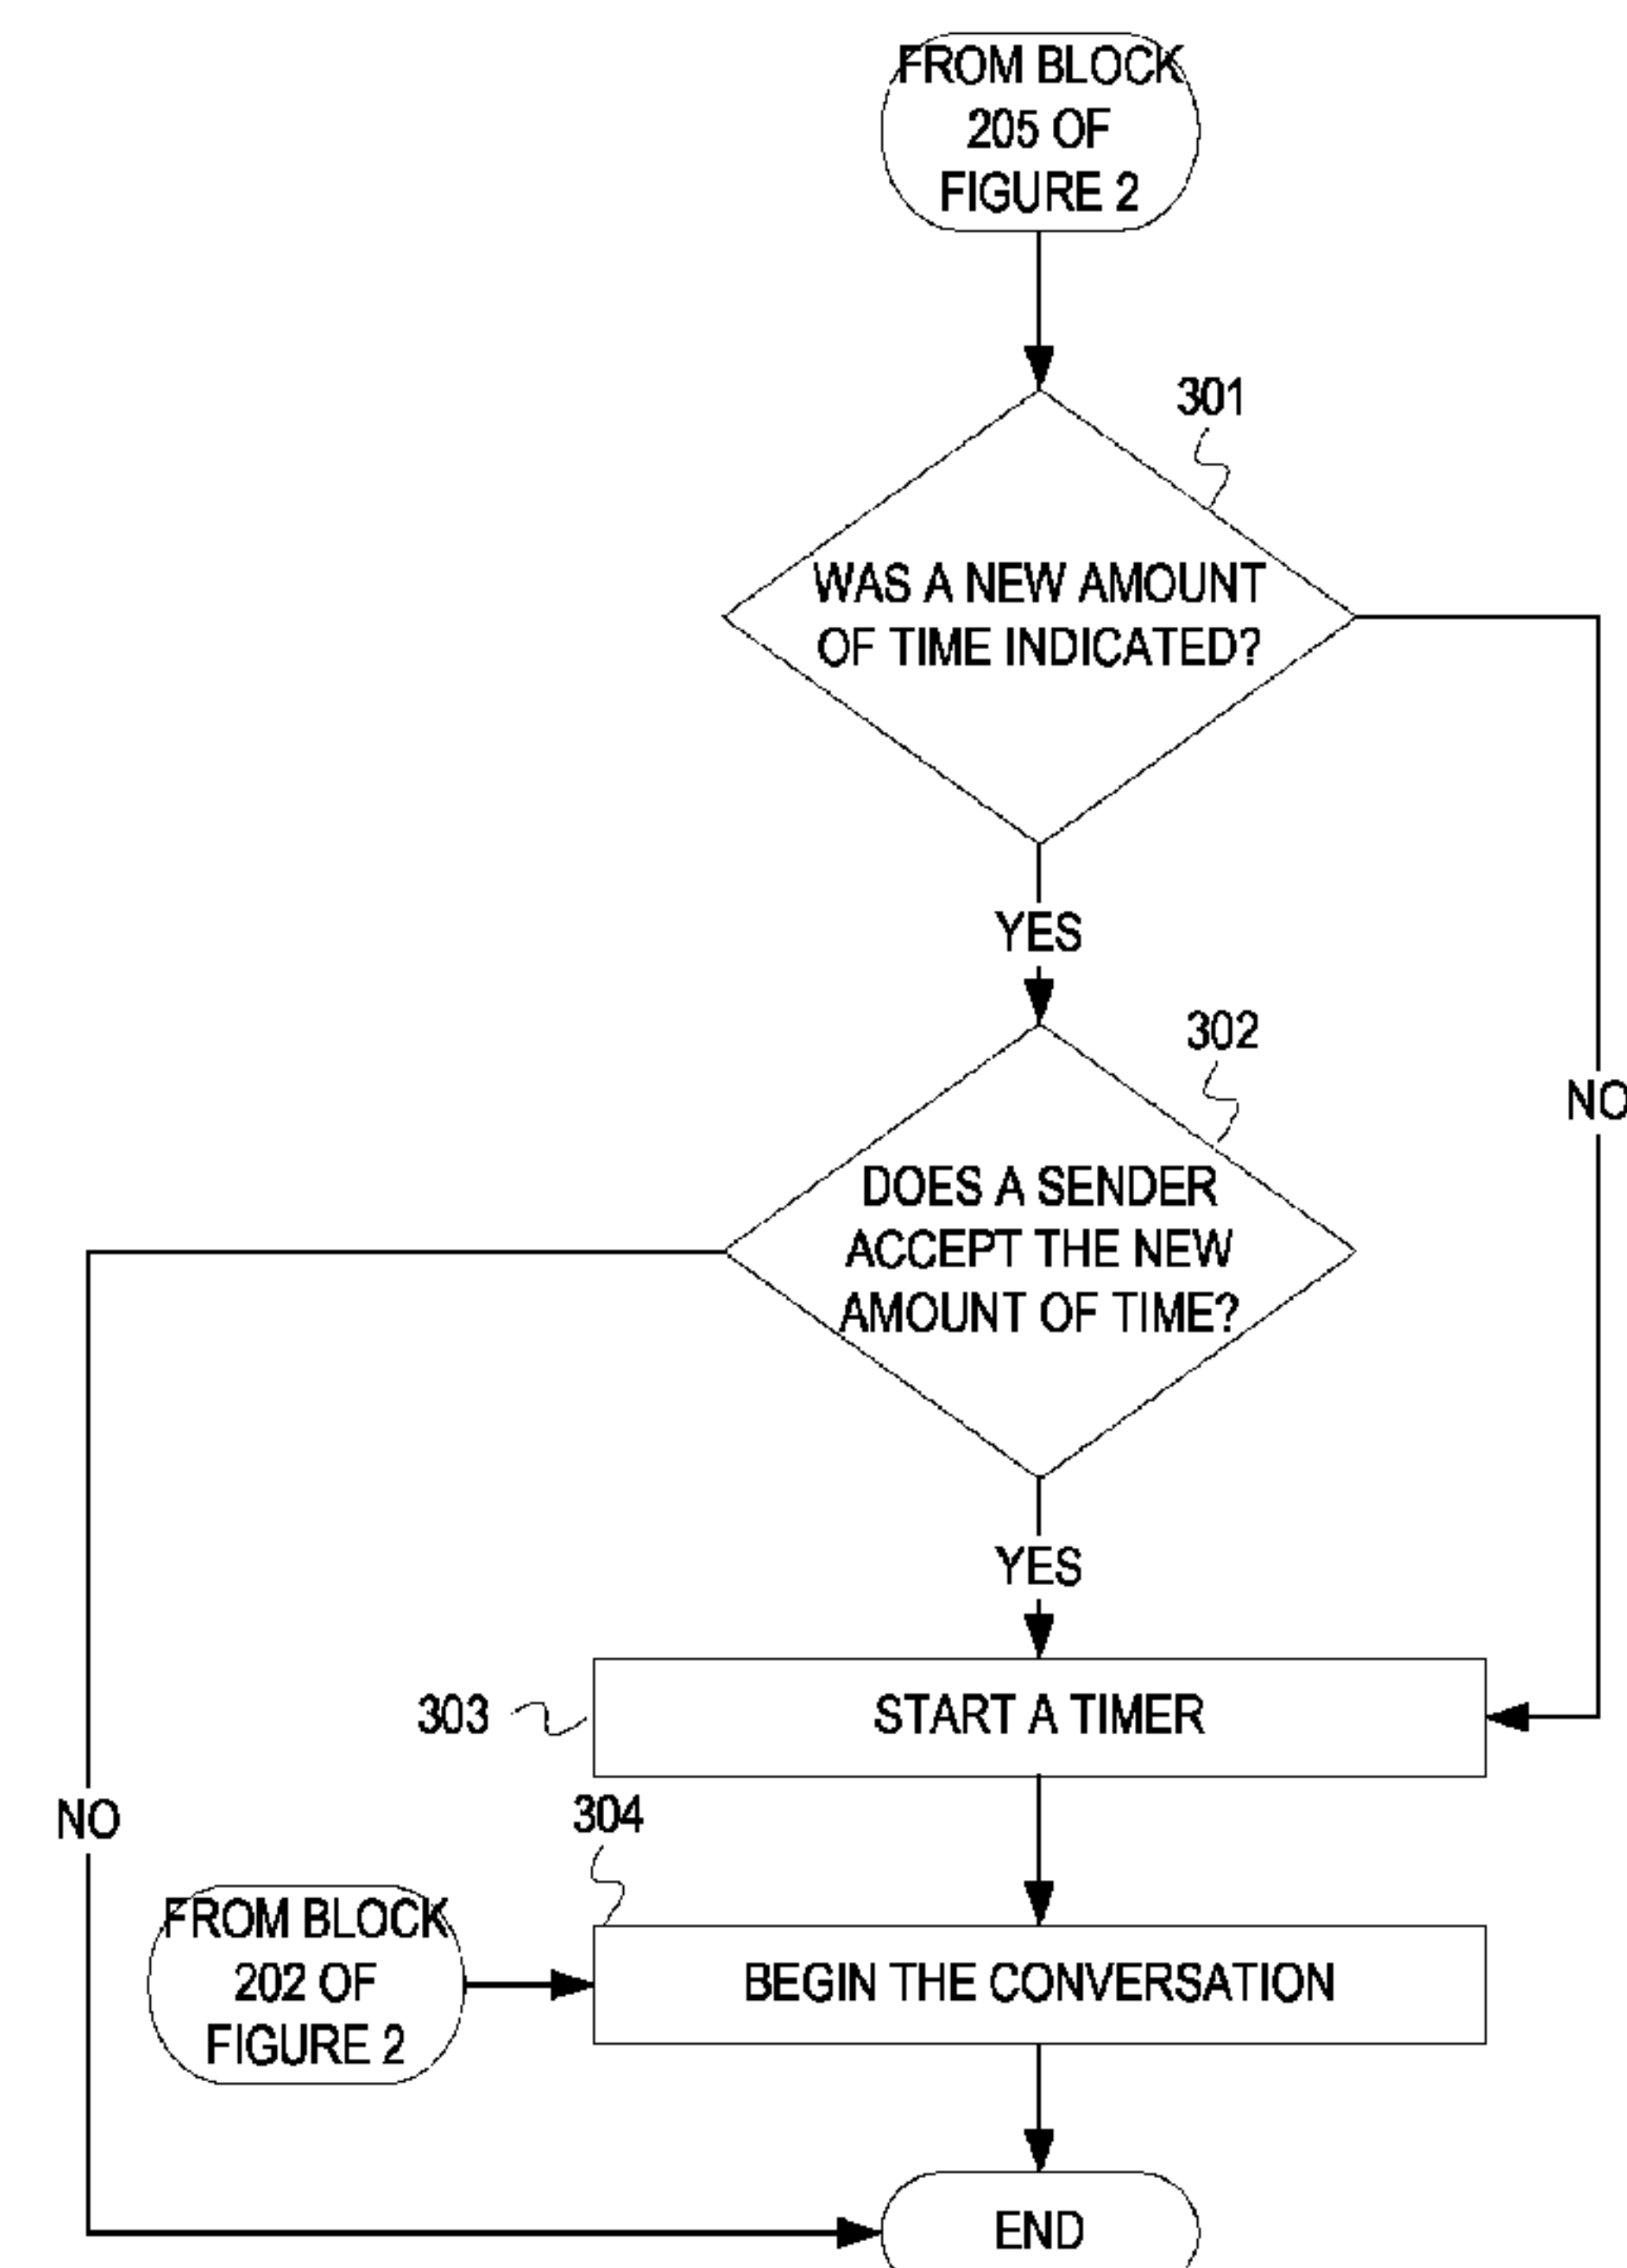 FROM BLOCK
205 OF
FIGURE 2
301
WAS A NEW AMOUNT
OF TIME INDICATED?
YES
302
NO
DOES A SENDER
ACCEPT THE NEW
AMOUNT OF TIME?
YES
303
START A TIMER
NO
304
FROM BLOCK
202 OF
FIGURE 2
BEGIN THE CONVERSATION
END